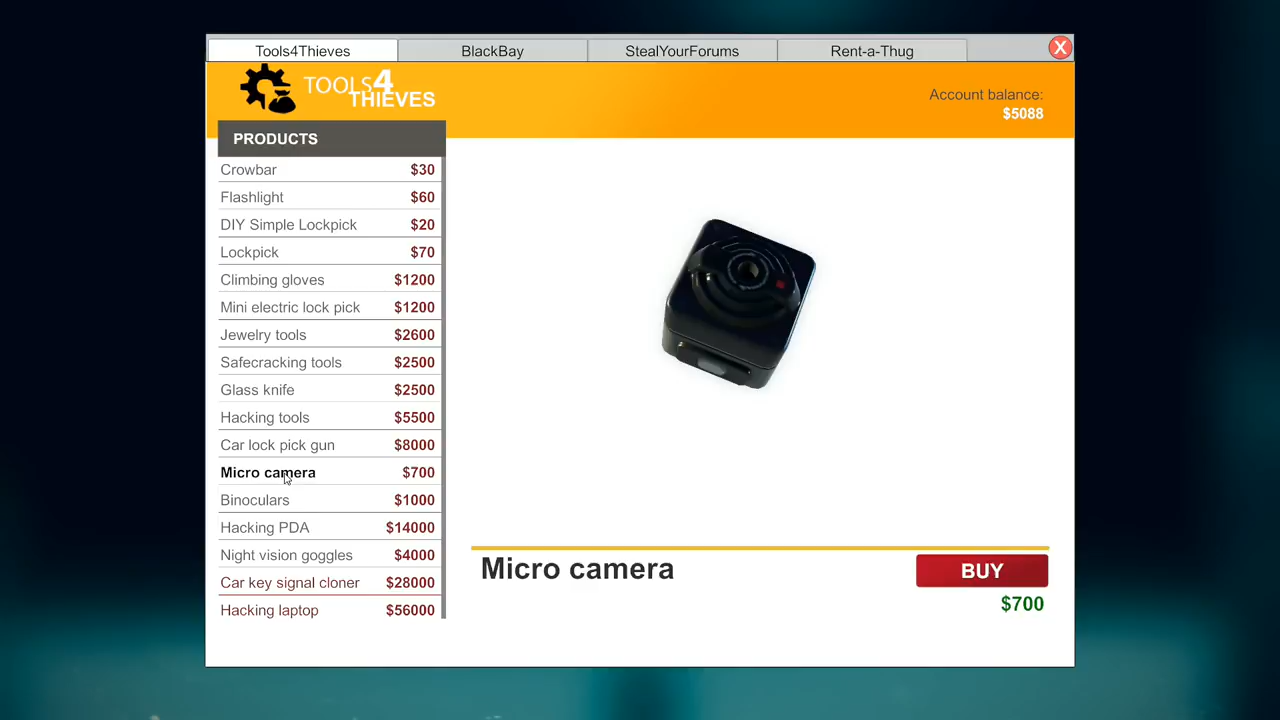 Tools4Thieves BlackBay StealYourForums Rent-a-Thug X
TOOLS4
THIEVES
Account balance:
$5088
PRODUCTS
Crowbar $30
Flashlight $60
DIY Simple Lockpick $20
Lockpick $70
Climbing gloves $1200
Mini electric lock pick $1200
Jewelry tools $2600
Safecracking tools $2500
Glass knife $2500
Hacking tools $5500
Car lock pick gun $8000
Micro camera $700
Binoculars $1000
Hacking PDA $14000
Night vision goggles $4000
Car key signal cloner $28000
Hacking laptop $56000
Micro camera
BUY
$700